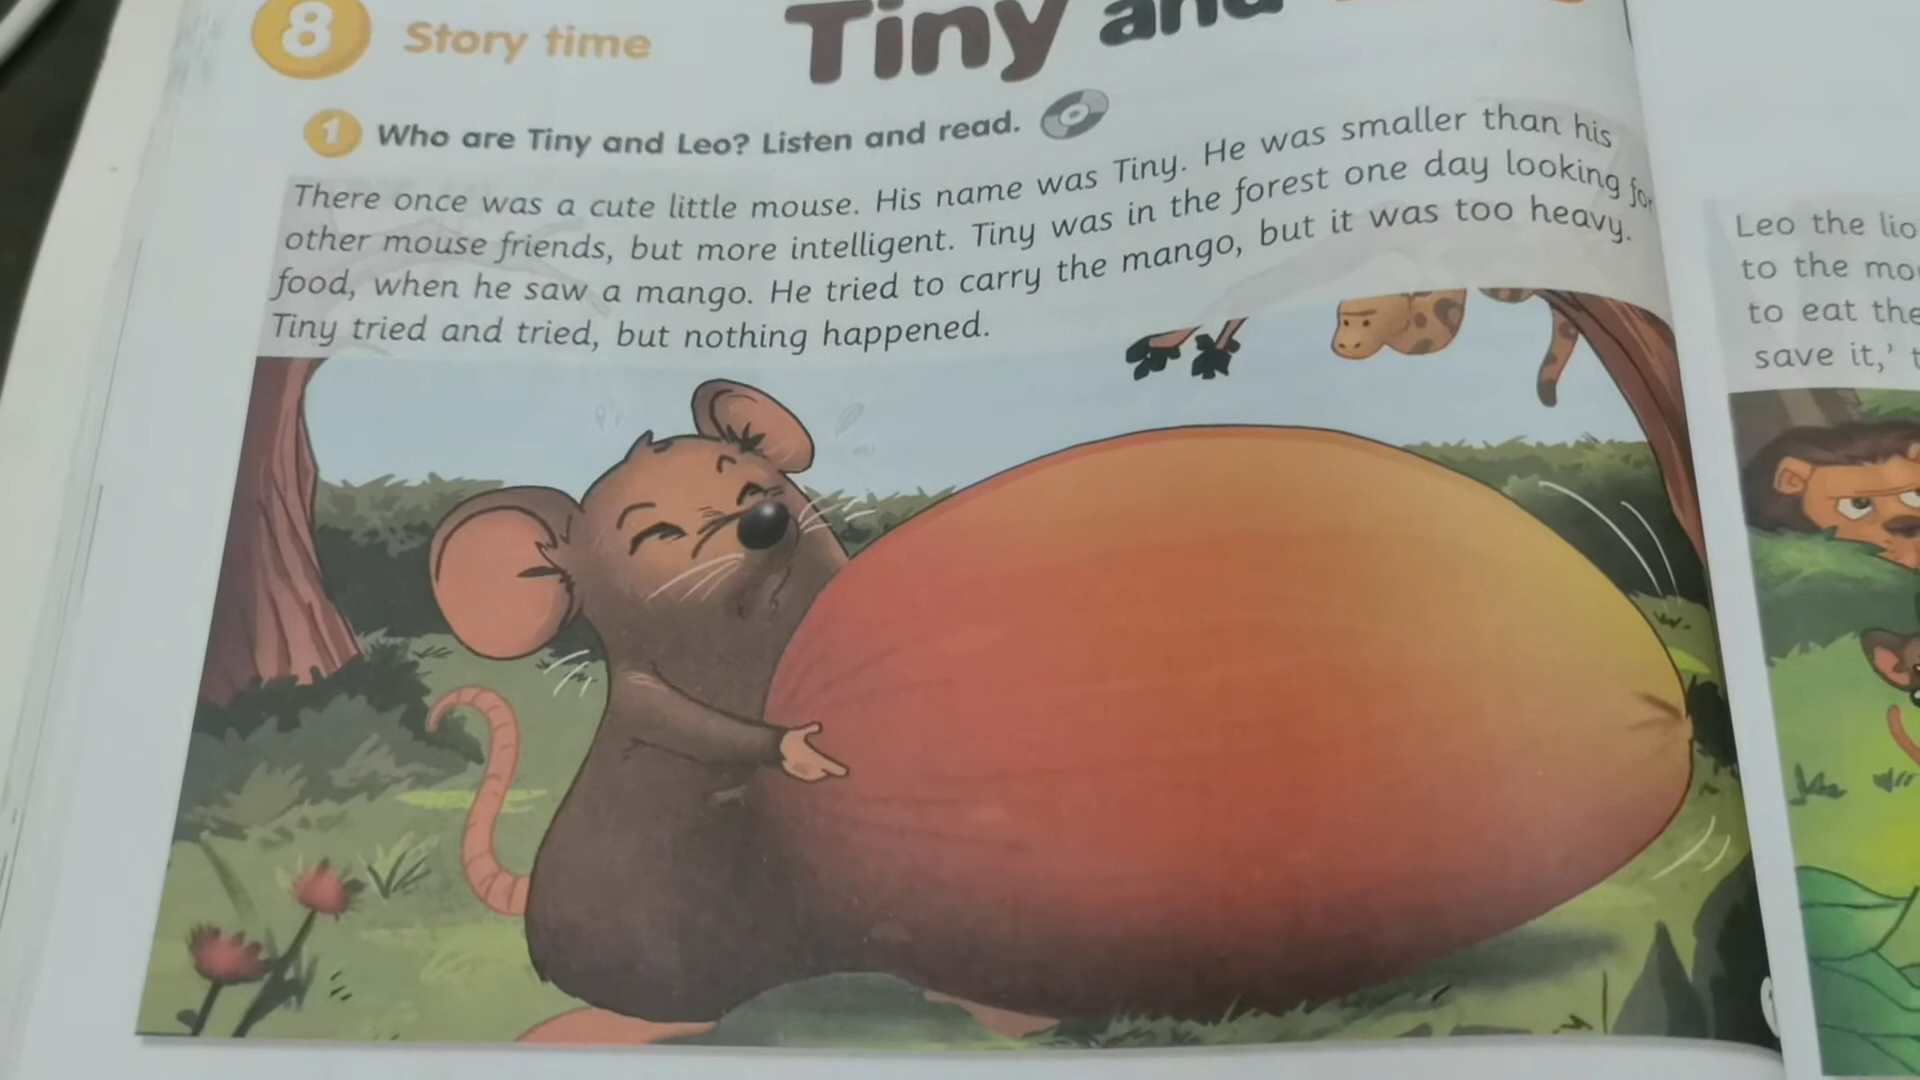 8 Story time
Tiny and
1 Who are Tiny and Leo? Listen and read.
There once was a cute little mouse. His name was Tiny. He was smaller than his
other mouse friends, but more intelligent. Tiny was in the forest one day looking for
food, when he saw a mango. He tried to carry the mango, but it was too heavy.
Tiny tried and tried, but nothing happened.
Leo the
to the
to eat
save it,’